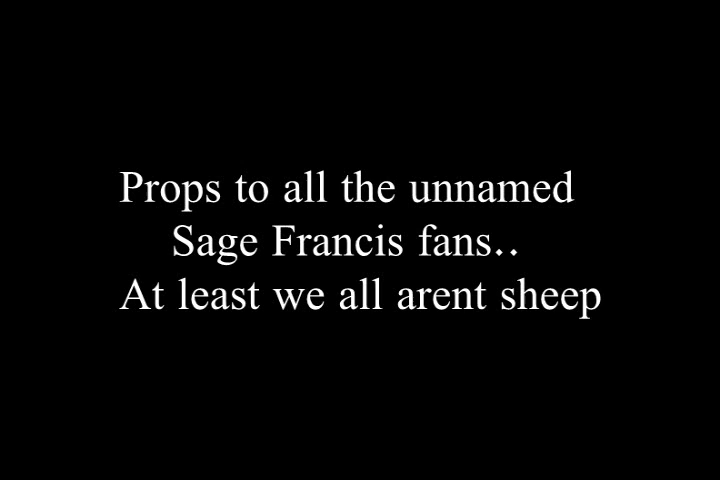 Props to all the unnamed
Sage Francis fans..
At least we all arent sheep